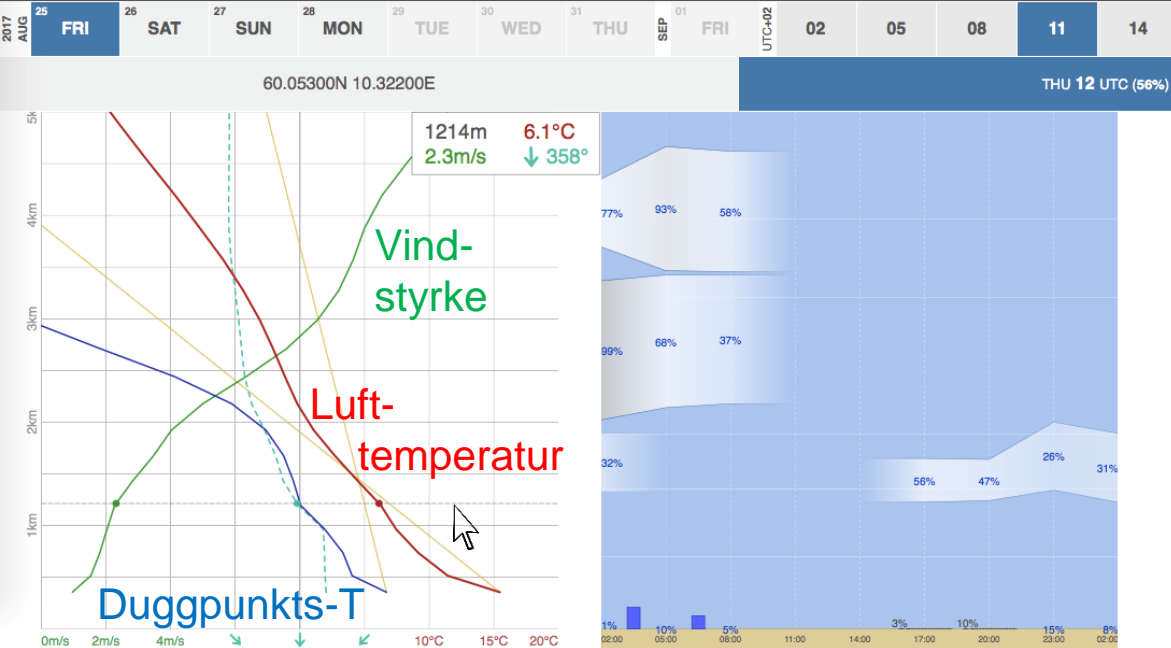 2017 AUG 25 FRI 26 SAT 27 SUN 28 MON 29 TUE 30 WED 31 THU SEP 01 FRI UTC+02 02 05 08 11 14
60.05300N 10.32200E THU 12 UTC (56%)
5k
1214m 6.1°C
2.3m/s 358°
4km
Vind-
styrke
3km
Luft-
2km
temperatur
1km
Duggpunkts-T
0m/s 2m/s 4m/s 10°C 15°C 20°C
77% 93% 58%
99% 68% 37%
32% 56% 47% 26% 31%
1% 10% 5% 3% 10% 15% 8%
02:00 05:00 08:00 11:00 14:00 17:00 20:00 23:00 02:00